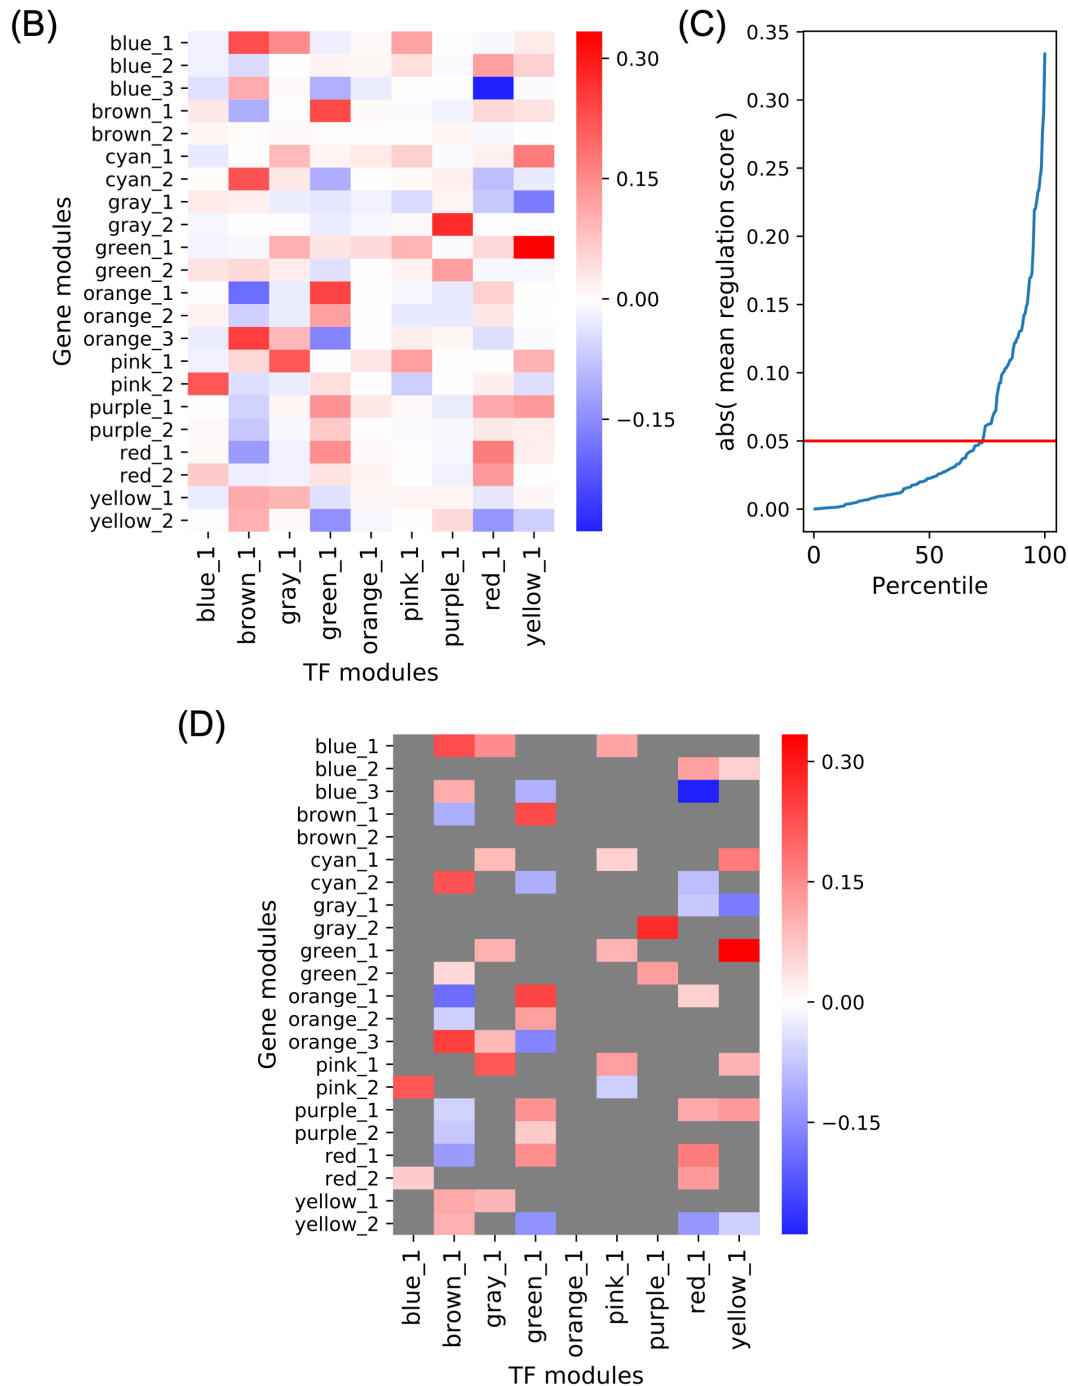 (B)
blue_1
blue_2
blue_3
brown_1
brown_2
cyan_1
cyan_2
gray_1
gray_2
green_1
green_2
orange_1
orange_2
orange_3
pink_1
pink_2
purple_1
purple_2
red_1
red_2
yellow_1
yellow_2
Gene modules
blue_1
brown_1
gray_1
green_1
orange_1
pink_1
purple_1
red_1
yellow_1
TF modules
0.30
0.15
0.00
−0.15
(C)
0.35
0.30
0.25
0.20
0.15
0.10
0.05
0.00
abs( mean regulation score )
0
50
100
Percentile
(D)
blue_1
blue_2
blue_3
brown_1
brown_2
cyan_1
cyan_2
gray_1
gray_2
green_1
green_2
orange_1
orange_2
orange_3
pink_1
pink_2
purple_1
purple_2
red_1
red_2
yellow_1
yellow_2
Gene modules
blue_1
brown_1
gray_1
green_1
orange_1
pink_1
purple_1
red_1
yellow_1
TF modules
0.30
0.15
0.00
−0.15